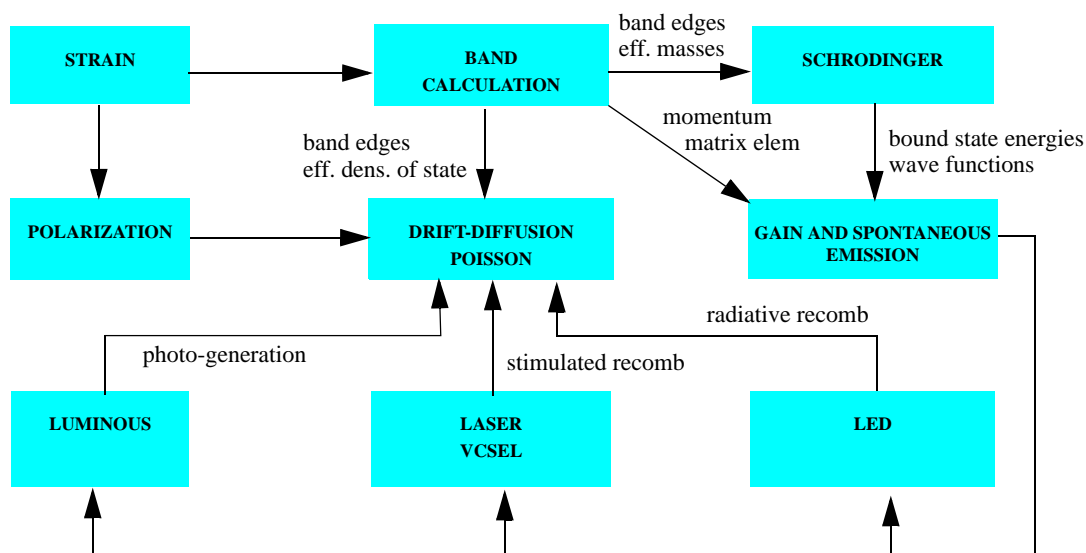 STRAIN
BAND
CALCULATION
band edges
eff. masses
SCHRODINGER
band edges
eff. dens. of state
momentum
matrix elem
bound state energies
wave functions
POLARIZATION
DRIFT-DIFFUSION
POISSON
GAIN AND SPONTANEOUS
EMISSION
photo-generation
stimulated recomb
radiative recomb
LUMINOUS
LASER
VCSEL
LED